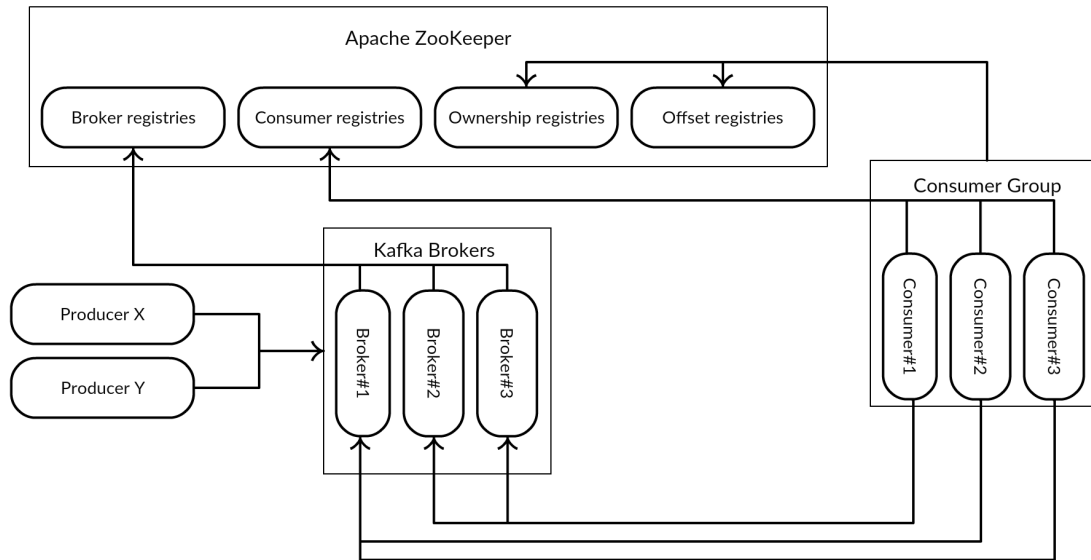 Apache ZooKeeper
Broker registries
Consumer registries
Ownership registries
Offset registries
Consumer Group
Kafka Brokers
Producer X
Producer Y
Broker#1
Broker#2
Broker#3
Consumer#1
Consumer#2
Consumer#3